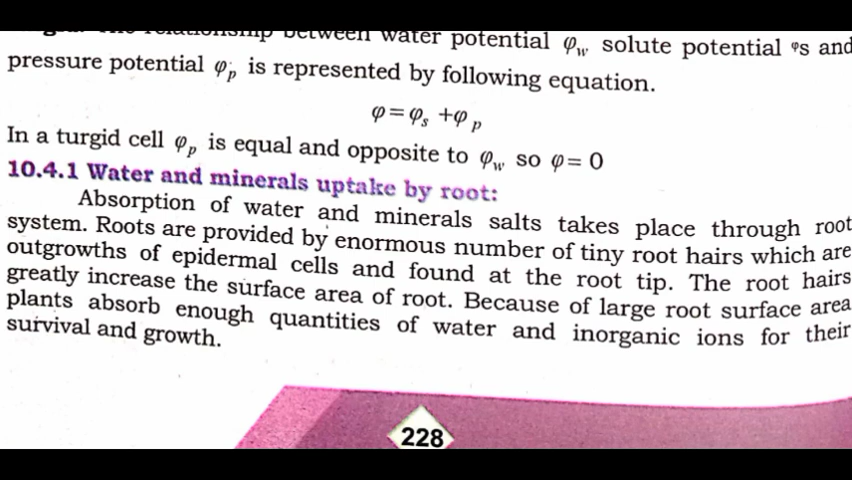 The relationship between water potential φw solute potential φs and
pressure potential φp is represented by following equation.
φ=φs +φp
In a turgid cell φp is equal and opposite to φw so φ= 0
10.4.1 Water and minerals uptake by root:
Absorption of water and minerals salts takes place through root
system. Roots are provided by enormous number of tiny root hairs which are
outgrowths of epidermal cells and found at the root tip. The root hairs
greatly increase the surface area of root. Because of large root surface area
plants absorb enough quantities of water and inorganic ions for their
survival and growth.
228